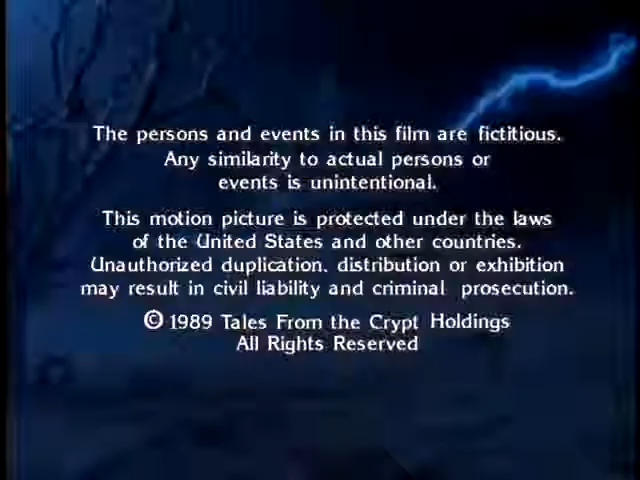 The persons and events in this film are fictitious.
Any similarity to actual persons or
events is unintentional.
This motion picture is protected under the laws
of the United States and other countries.
Unauthorized duplication. distribution or exhibition
may result in civil liability and criminal prosecution.
© 1989 Tales From the Crypt Holdings
All Rights Reserved